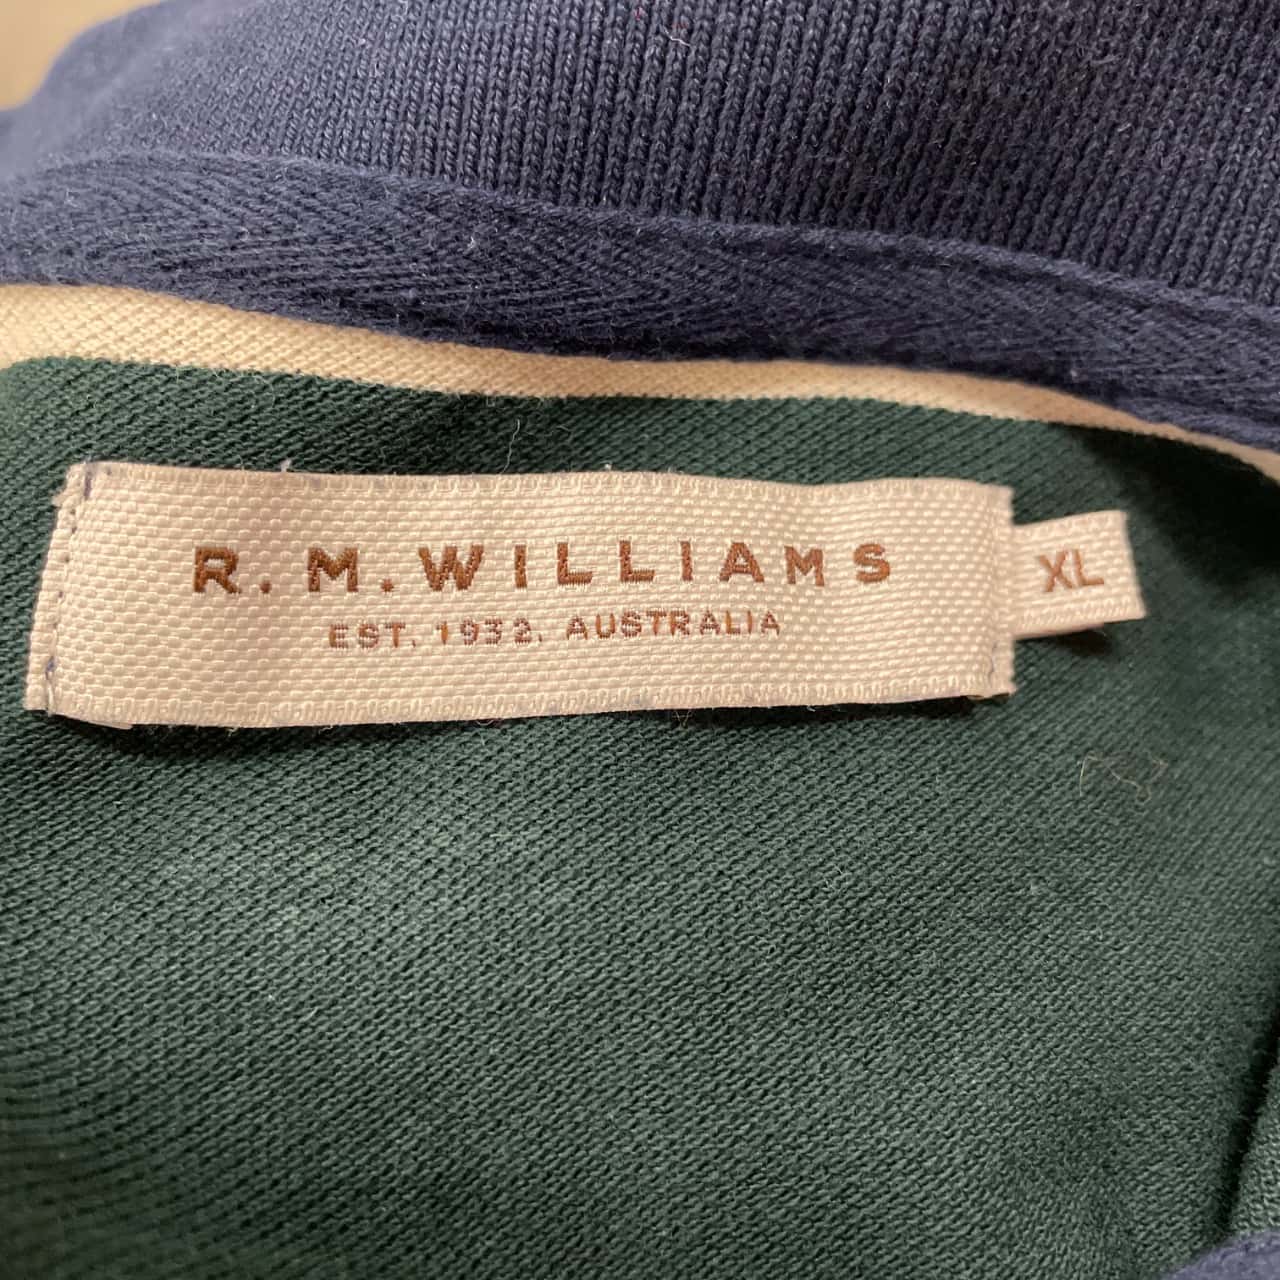 R.M.WILLIAMS
EST. 1932. AUSTRALIA
XL